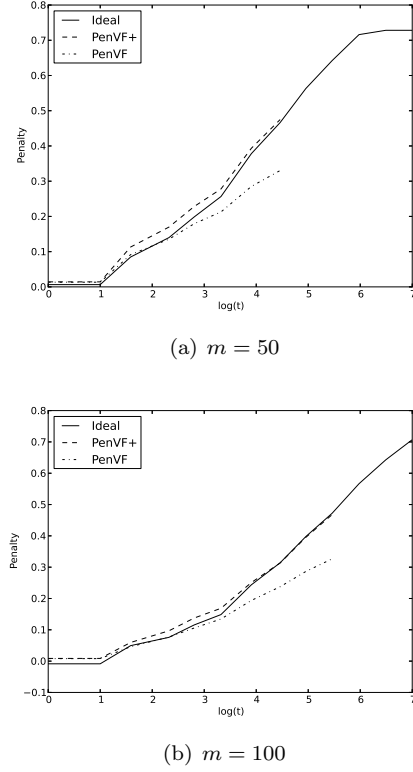 0.8
Ideal
PenVF+
PenVF
0.7
0.6
0.5
0.4
0.3
0.2
0.1
0.0
Penalty
0 1 2 3 4 5 6 7
log(t)
(a) m = 50
0.8
Ideal
PenVF+
PenVF
0.7
0.6
0.5
0.4
0.3
0.2
0.1
0.0
−0.1
Penalty
0 1 2 3 4 5 6 7
log(t)
(b) m = 100